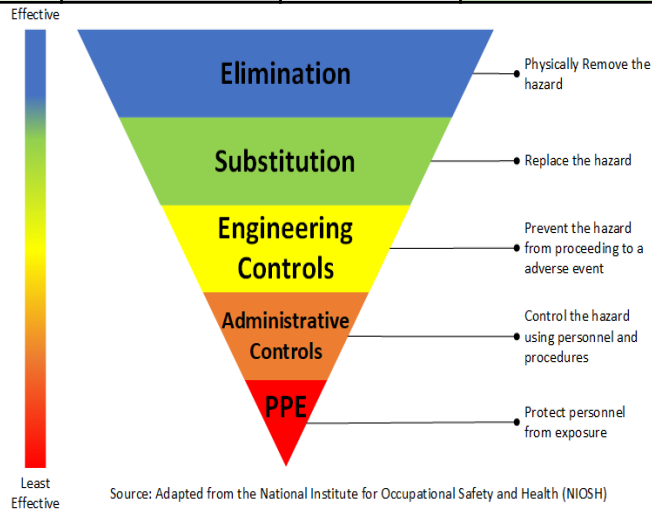 Effective
Elimination
Physically Remove the
hazard
Substitution
Replace the hazard
Engineering
Controls
Prevent the hazard
from proceeding to a
adverse event
Administrative
Controls
Control the hazard
using personnel and
procedures
PPE
Protect personnel
from exposure
Least
Effective
Source: Adapted from the National Institute for Occupational Safety and Health (NIOSH)